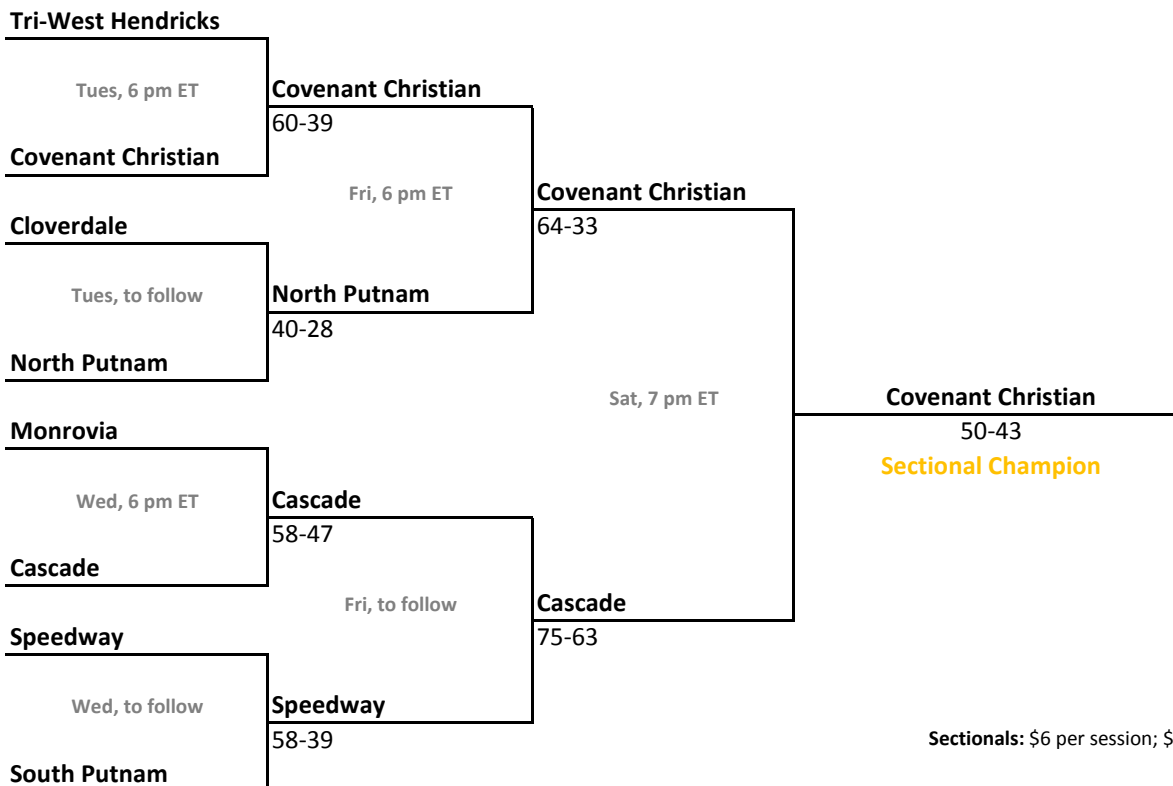 Tri-West Hendricks
Tues, 6 pm ET
Covenant Christian
60-39
Covenant Christian
Fri, 6 pm ET
Covenant Christian
64-33
Cloverdale
Tues, to follow
North Putnam
40-28
North Putnam
Sat, 7 pm ET
Covenant Christian
50-43
Sectional Champion
Monrovia
Wed, 6 pm ET
Cascade
58-47
Cascade
Fri, to follow
Cascade
75-63
Speedway
Wed, to follow
Speedway
58-39
South Putnam
Sectionals: $6 per session; $